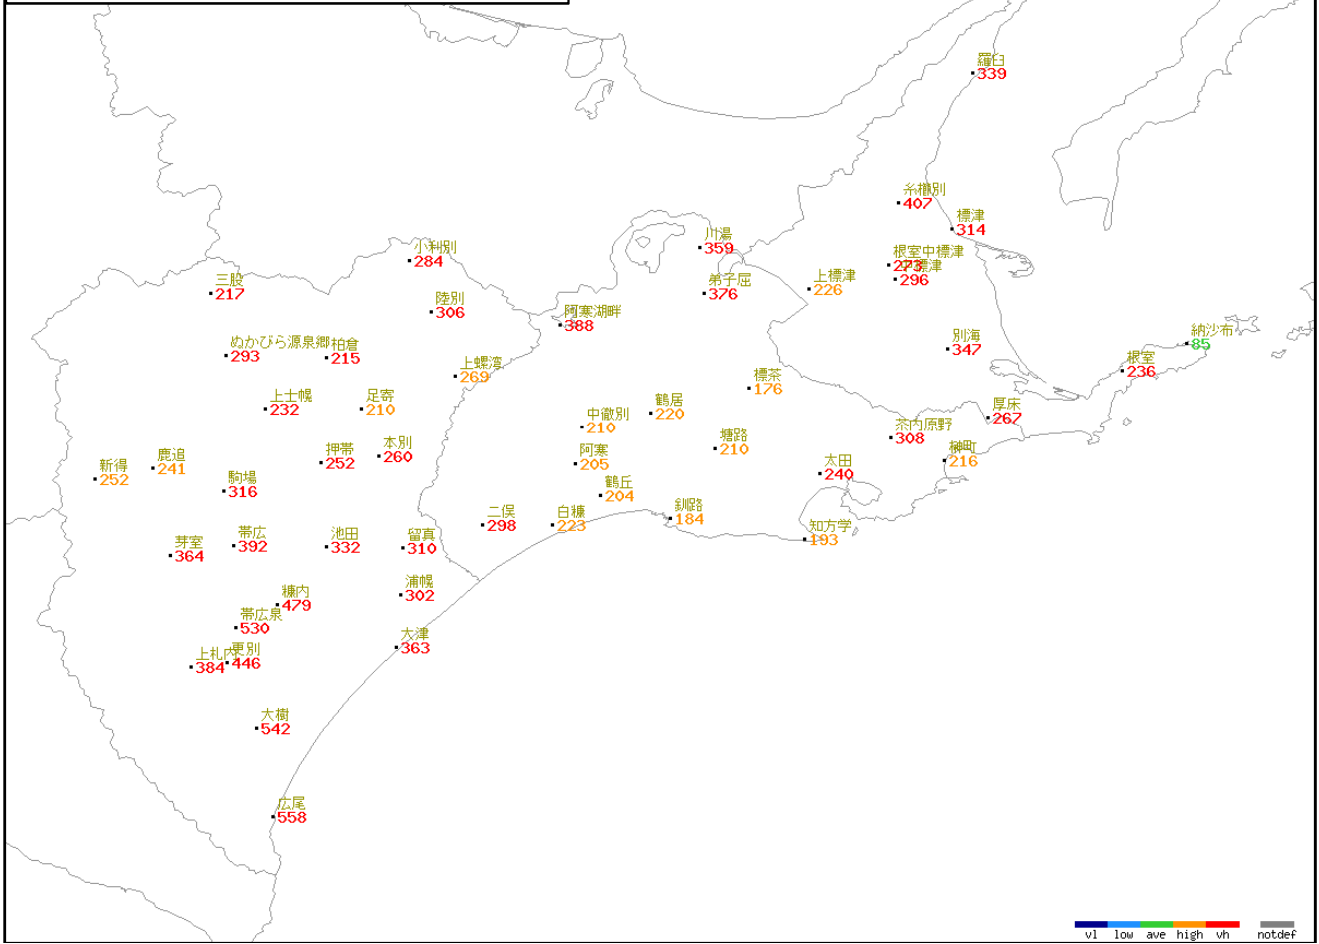 羅臼
339
糸櫛別
407
標津
314
川湯
359
根室中標津
273
中標津
296
小利別
284
弟子屈
376
上標津
226
三股
217
陸別
306
阿寒湖畔
388
納沙布
85
ぬかびら源泉郷
293
柏倉
215
別海
347
根室
236
上螺湾
269
標茶
176
上士幌
232
足寄
210
鶴居
220
厚床
267
中徹別
210
茶内原野
308
塘路
210
本別
260
押帯
252
鹿追
241
新得
252
阿寒
205
太田
240
榊町
216
駒場
316
鶴丘
204
二俣
298
白糠
223
釧路
184
知方学
193
帯広
392
池田
332
留真
310
芽室
364
浦幌
302
糠内
479
帯広泉
530
大津
363
上札内
384
更別
446
大樹
542
広尾
558
vl low ave high vh notdef